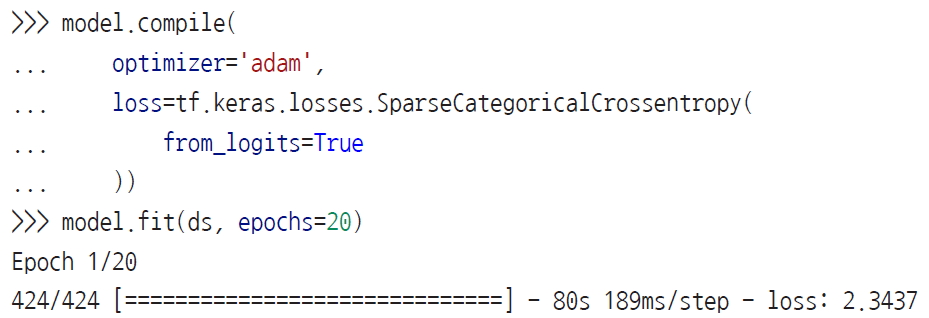 >>> model.compile(
...     optimizer='adam',
...     loss=tf.keras.losses.SparseCategoricalCrossentropy(
...         from_logits=True
...     ))
>>> model.fit(ds, epochs=20)
Epoch 1/20
424/424 [==============================] - 80s 189ms/step - loss: 2.3437